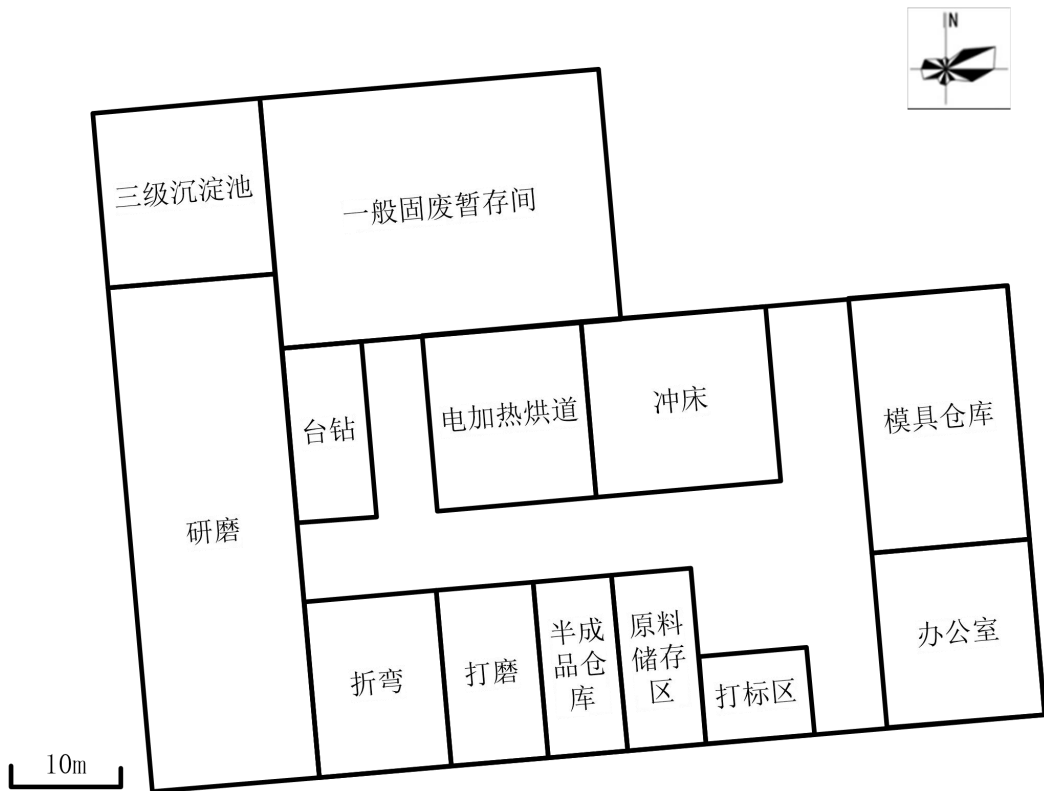 N
三级沉淀池
一般固废暂存间
台钻
电加热烘道
冲床
模具仓库
研磨
折弯
打磨
半成
品仓
库
原料
储存
区
打标区
办公室
10m